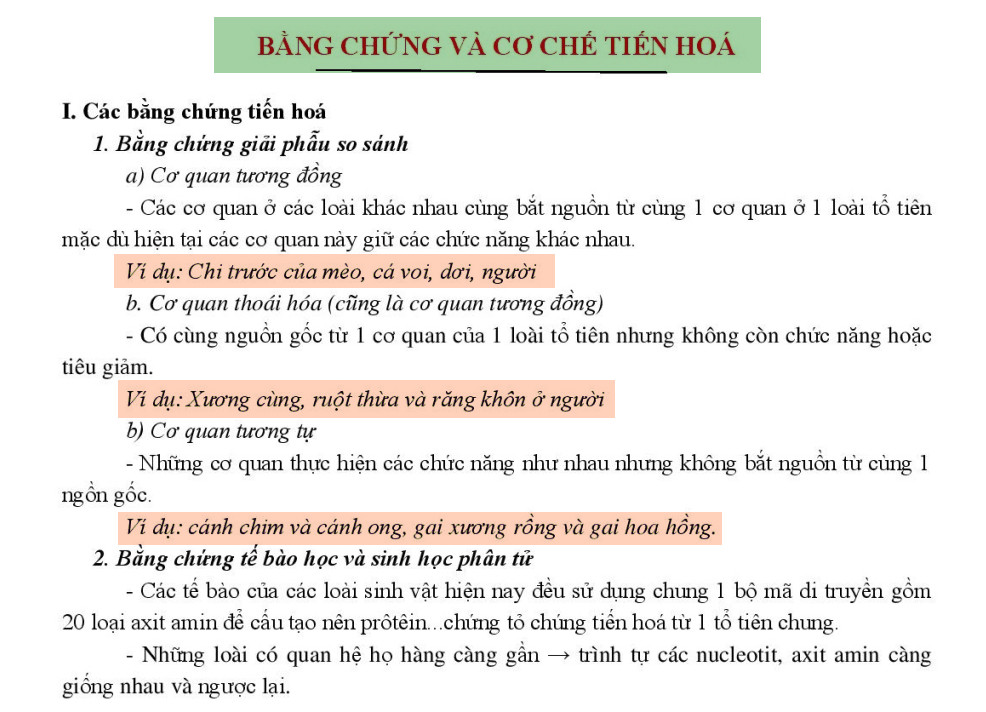 BẰNG CHỨNG VÀ CƠ CHẾ TIẾN HOÁ
I. Các bằng chứng tiến hoá
1. Bằng chứng giải phẫu so sánh
a) Cơ quan tương đồng
- Các cơ quan ở các loài khác nhau cùng bắt nguồn từ cùng 1 cơ quan ở 1 loài tổ tiên
mặc dù hiện tại các cơ quan này giữ các chức năng khác nhau.
Ví dụ: Chi trước của mèo, cá voi, dơi, người
b. Cơ quan thoái hóa (cũng là cơ quan tương đồng)
- Có cùng nguồn gốc từ 1 cơ quan của 1 loài tổ tiên nhưng không còn chức năng hoặc
tiêu giảm.
Ví dụ: Xương cùng, ruột thừa và răng khôn ở người
b) Cơ quan tương tự
- Những cơ quan thực hiện các chức năng như nhau nhưng không bắt nguồn từ cùng 1
ngồn gốc.
Ví dụ: cánh chim và cánh ong, gai xương rồng và gai hoa hồng.
2. Bằng chứng tế bào học và sinh học phân tử
- Các tế bào của các loài sinh vật hiện nay đều sử dụng chung 1 bộ mã di truyền gồm
20 loại axit amin để cấu tạo nên prôtêin...chứng tỏ chúng tiến hoá từ 1 tổ tiên chung.
- Những loài có quan hệ họ hàng càng gần → trình tự các nucleotit, axit amin càng
giống nhau và ngược lại.